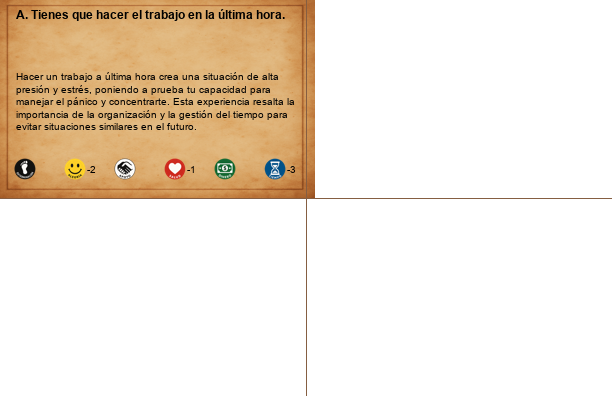 A. Tienes que hacer el trabajo en la última hora.
Hacer un trabajo a última hora crea una situación de alta
presión y estrés, poniendo a prueba tu capacidad para
manejar el pánico y concentrarte. Esta experiencia resalta la
importancia de la organización y la gestión del tiempo para
evitar situaciones similares en el futuro.
-2 -1 -3